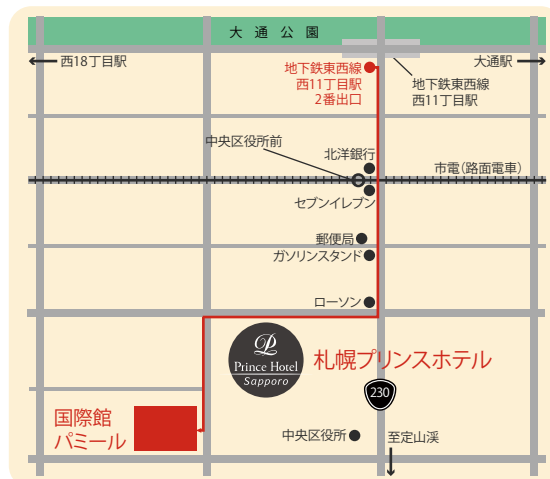 大通公園
西18丁目駅
大通駅
地下鉄東西線
西11丁目駅
2番出口
地下鉄東西線
西11丁目駅
中央区役所前
北洋銀行
市電（路面電車）
セブンイレブン
郵便局
ガソリンスタンド
ローソン
P
Prince Hotel
Sapporo
札幌プリンスホテル
230
国際館
パミール
中央区役所
至定山渓